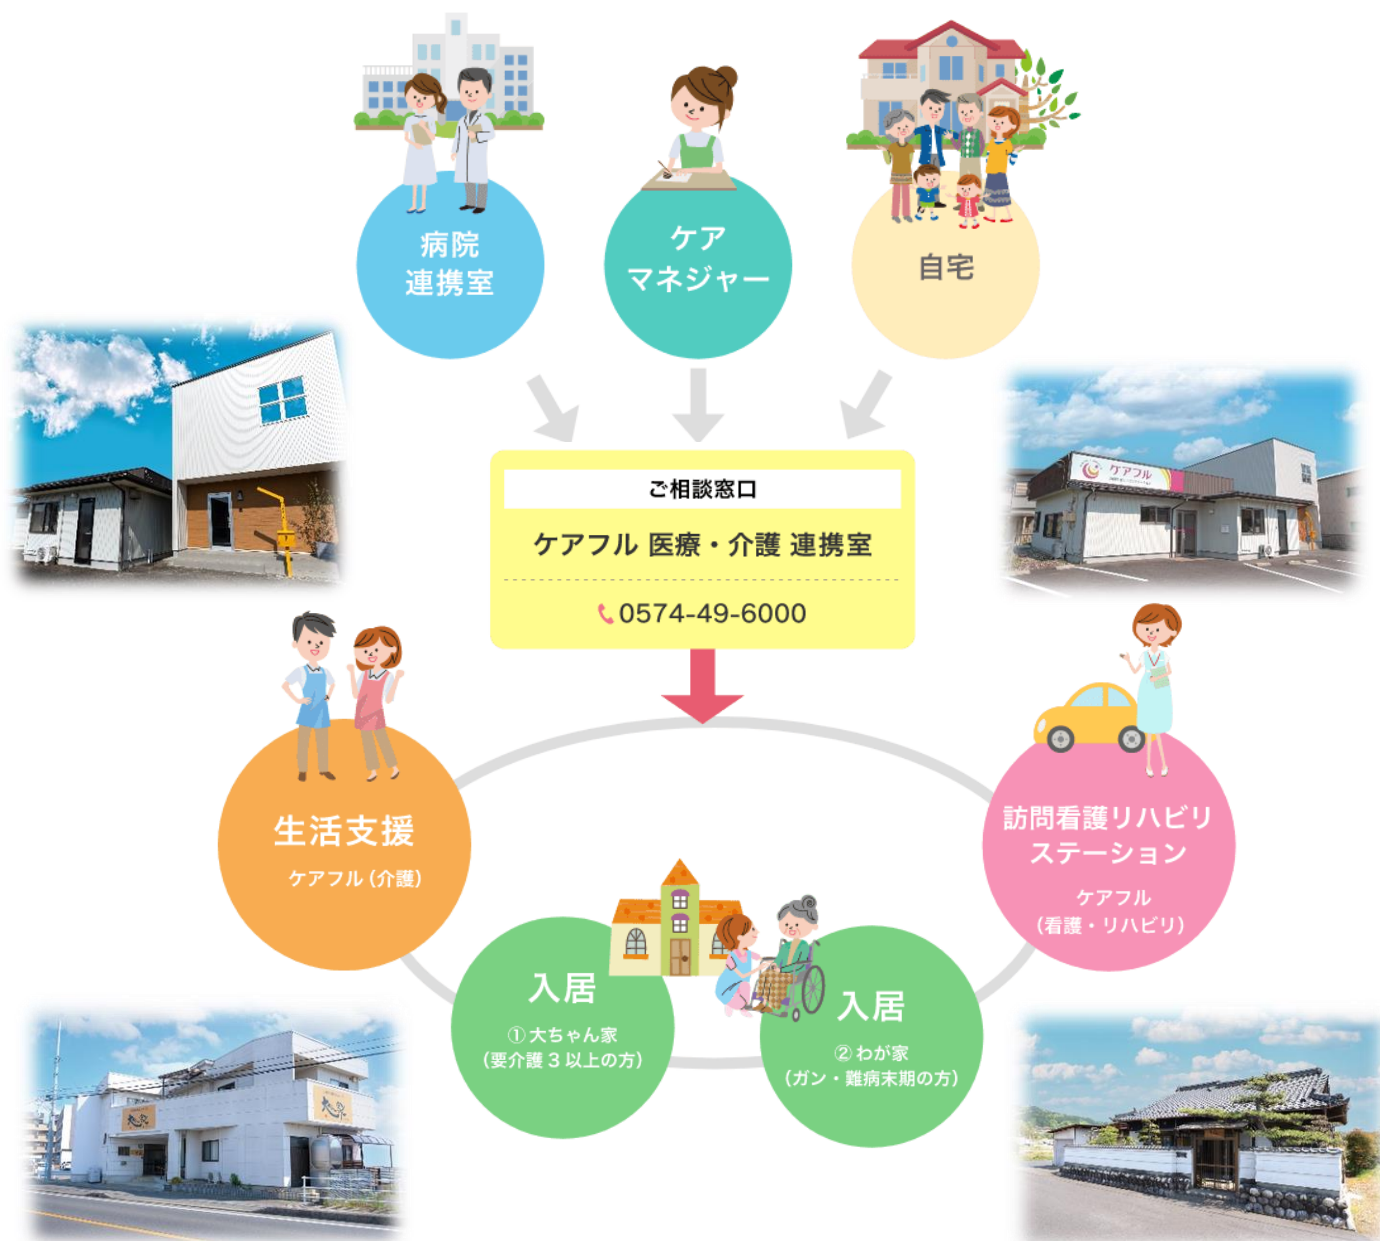 病院
連携室
ケア
マネジャー
自宅
ご相談窓口
ケアフル 医療・介護 連携室
0574-49-6000
ケアフル
生活支援
ケアフル（介護）
訪問看護リハビリ
ステーション
ケアフル
（看護・リハビリ）
入居
① 大ちゃん家
（要介護３以上の方）
入居
② わが家
（ガン・難病末期の方）